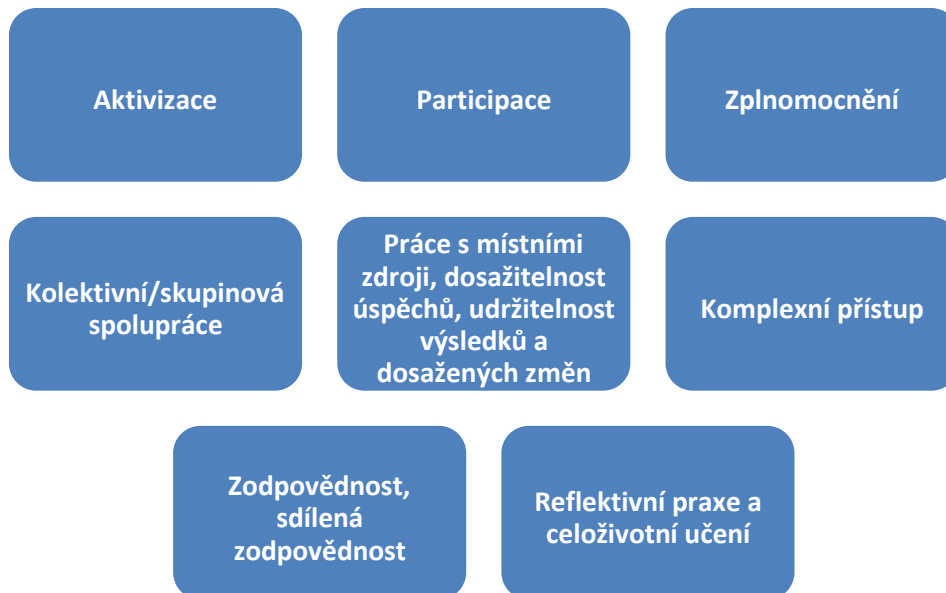 Aktivizace
Participace
Zplnomocnění
Kolektivní/skupinová
spolupráce
Práce s místními
zdroji, dosažitelnost
úspěchů, udržitelnost
výsledků a
dosažených změn
Komplexní přístup
Zodpovědnost,
sdílená
zodpovědnost
Reflektivní praxe a
celoživotní učení